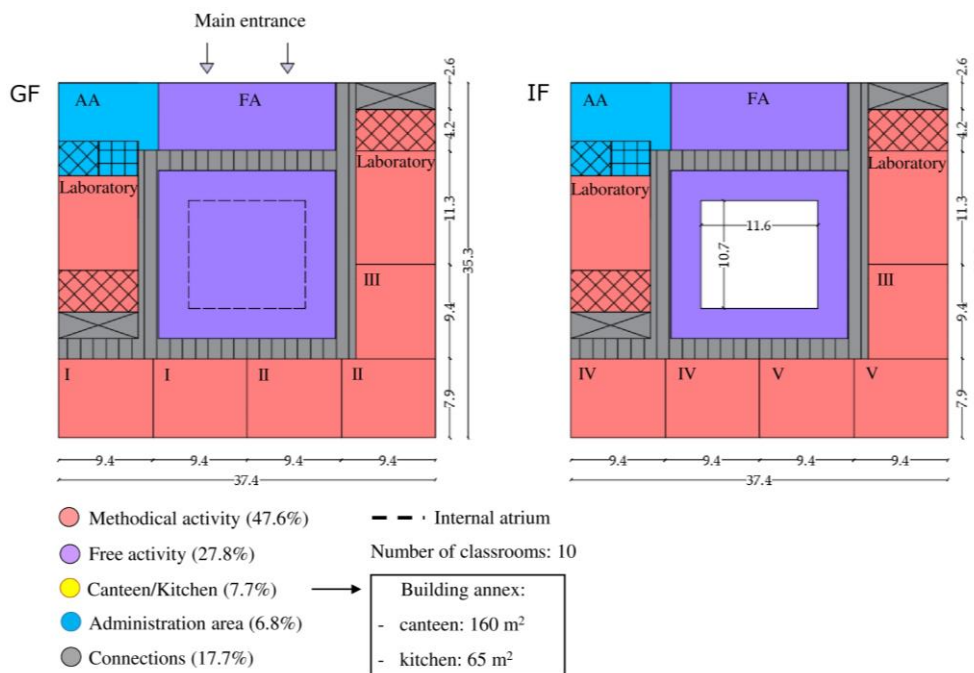 Main entrance
GF
IF
AA
FA
Laboratory
Laboratory
III
I
I
II
II
2.6
4.2
11.3
9.4
7.9
35.3
9.4
9.4
9.4
9.4
37.4
AA
FA
Laboratory
Laboratory
11.6
10.7
III
IV
IV
V
V
2.6
4.2
11.3
9.4
7.9
9.4
9.4
9.4
9.4
37.4
Methodical activity (47.6%)
Free activity (27.8%)
Canteen/Kitchen (7.7%)
Administration area (6.8%)
Connections (17.7%)
Internal atrium
Number of classrooms: 10
Building annex:
- canteen: 160 m²
- kitchen: 65 m²